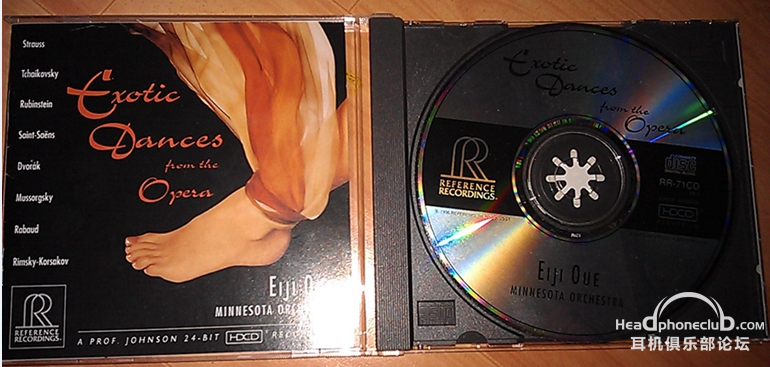 Strauss
Tchaikovsky
Rubinstein
Saint-Saëns
Dvořák
Mussorgsky
Rabaud
Rimsky-Korsakov
Exotic
Dances
from the
Opera
Eiji Oue
MINNESOTA
R
REFERENCE
RECORDINGS
A PROF. JOHNSON 24-BIT HDCD
Exotic
Dances
from the
Opera
R
REFERENCE
RECORDINGS
disc
RR-71CD
HDCD
Eiji Oue
MINNESOTA ORCHESTRA
Headphoneclub.com
耳机俱乐部论坛